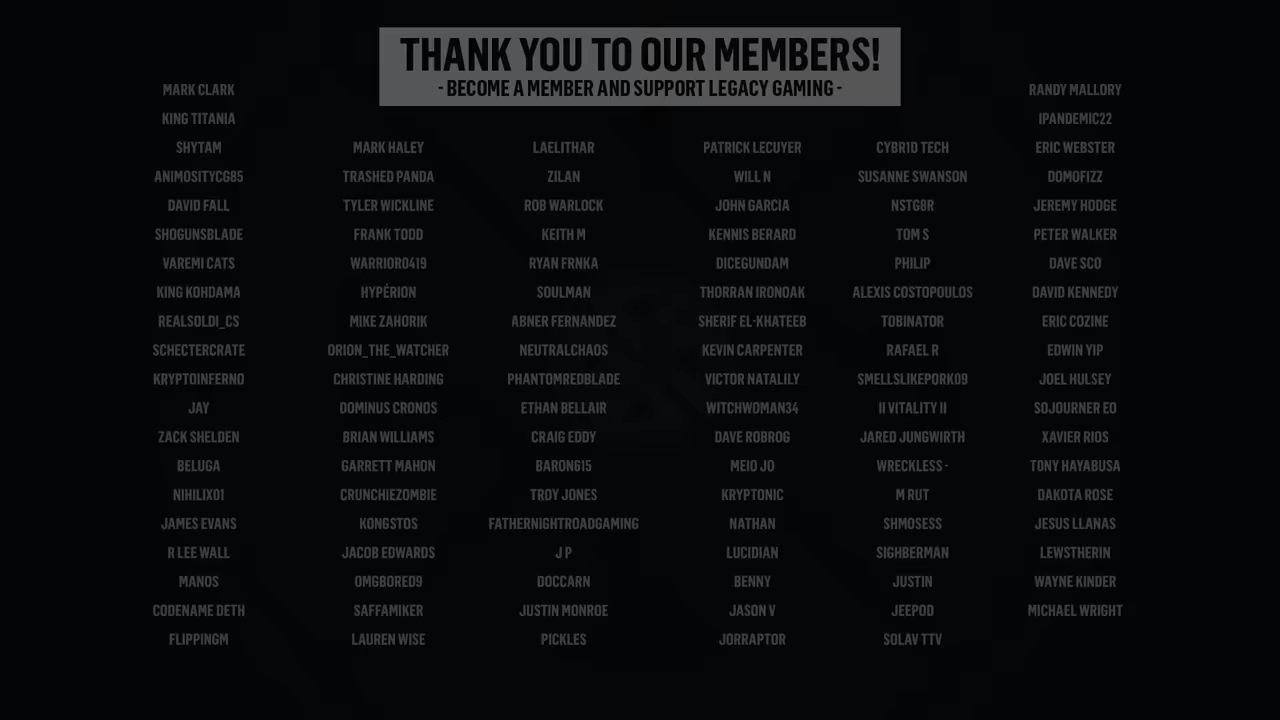 THANK YOU TO OUR MEMBERS!
- BECOME A MEMBER AND SUPPORT LEGACY GAMING -
MARK CLARK
KING TITANIA
SHYTAM
ANIMOSITYCG85
DAVID FALL
SHOGUNSBLADE
VAREMI CATS
KING KOHDAMA
REALSOLDI_CS
SCHECTERCRATE
KRYPTOINFERNO
JAY
ZACK SHELDEN
BELUGA
NIHILIX01
JAMES EVANS
R LEE WALL
MANOS
CODENAME DETH
FLIPPINGM
MARK HALEY
TRASHED PANDA
TYLER WICKLINE
FRANK TODD
WARRIOR0419
HYPÉRION
MIKE ZAHORIK
ORION_THE_WATCHER
CHRISTINE HARDING
DOMINUS CRONOS
BRIAN WILLIAMS
GARRETT MAHON
CRUNCHIEZOMBIE
KONGSTOS
JACOB EDWARDS
OMGBORED9
SAFFAMIKER
LAUREN WISE
LAELITHAR
ZILAN
ROB WARLOCK
KEITH M
RYAN FRNKA
SOULMAN
ABNER FERNANDEZ
NEUTRALCHAOS
PHANTOMREDBLADE
ETHAN BELLAIR
CRAIG EDDY
BARONG15
TROY JONES
FATHERNIGHTROADGAMING
J P
DOCCARN
JUSTIN MONROE
PICKLES
PATRICK LECUYER
WILL N
JOHN GARCIA
KENNIS BERARD
DICEGUNDAM
THORRAN IRONOAK
SHERIF EL-KHATEEB
KEVIN CARPENTER
VICTOR NATALILY
WITCHWOMAN34
DAVE ROBROG
MEIO JO
KRYPTONIC
NATHAN
LUCIDIAN
BENNY
JASON V
JORRAPTOR
CYBR1D TECH
SUSANNE SWANSON
NSTG8R
TOM S
PHILIP
ALEXIS COSTOPOULOS
TOBINATOR
RAFAEL R
SMELLSLIKEPORK09
II VITALITY II
JARED JUNGWIRTH
WRECKLESS -
M RUT
SHMOSESS
SIGHBERMAN
JUSTIN
JEEPOD
SOLAV TTV
RANDY MALLORY
IPANDEMIC22
ERIC WEBSTER
DOMOFIZZ
JEREMY HODGE
PETER WALKER
DAVE SCO
DAVID KENNEDY
ERIC COZINE
EDWIN YIP
JOEL HULSEY
SOJOURNER EO
XAVIER RIOS
TONY HAYABUSA
DAKOTA ROSE
JESUS LLANAS
LEWSTHERIN
WAYNE KINDER
MICHAEL WRIGHT